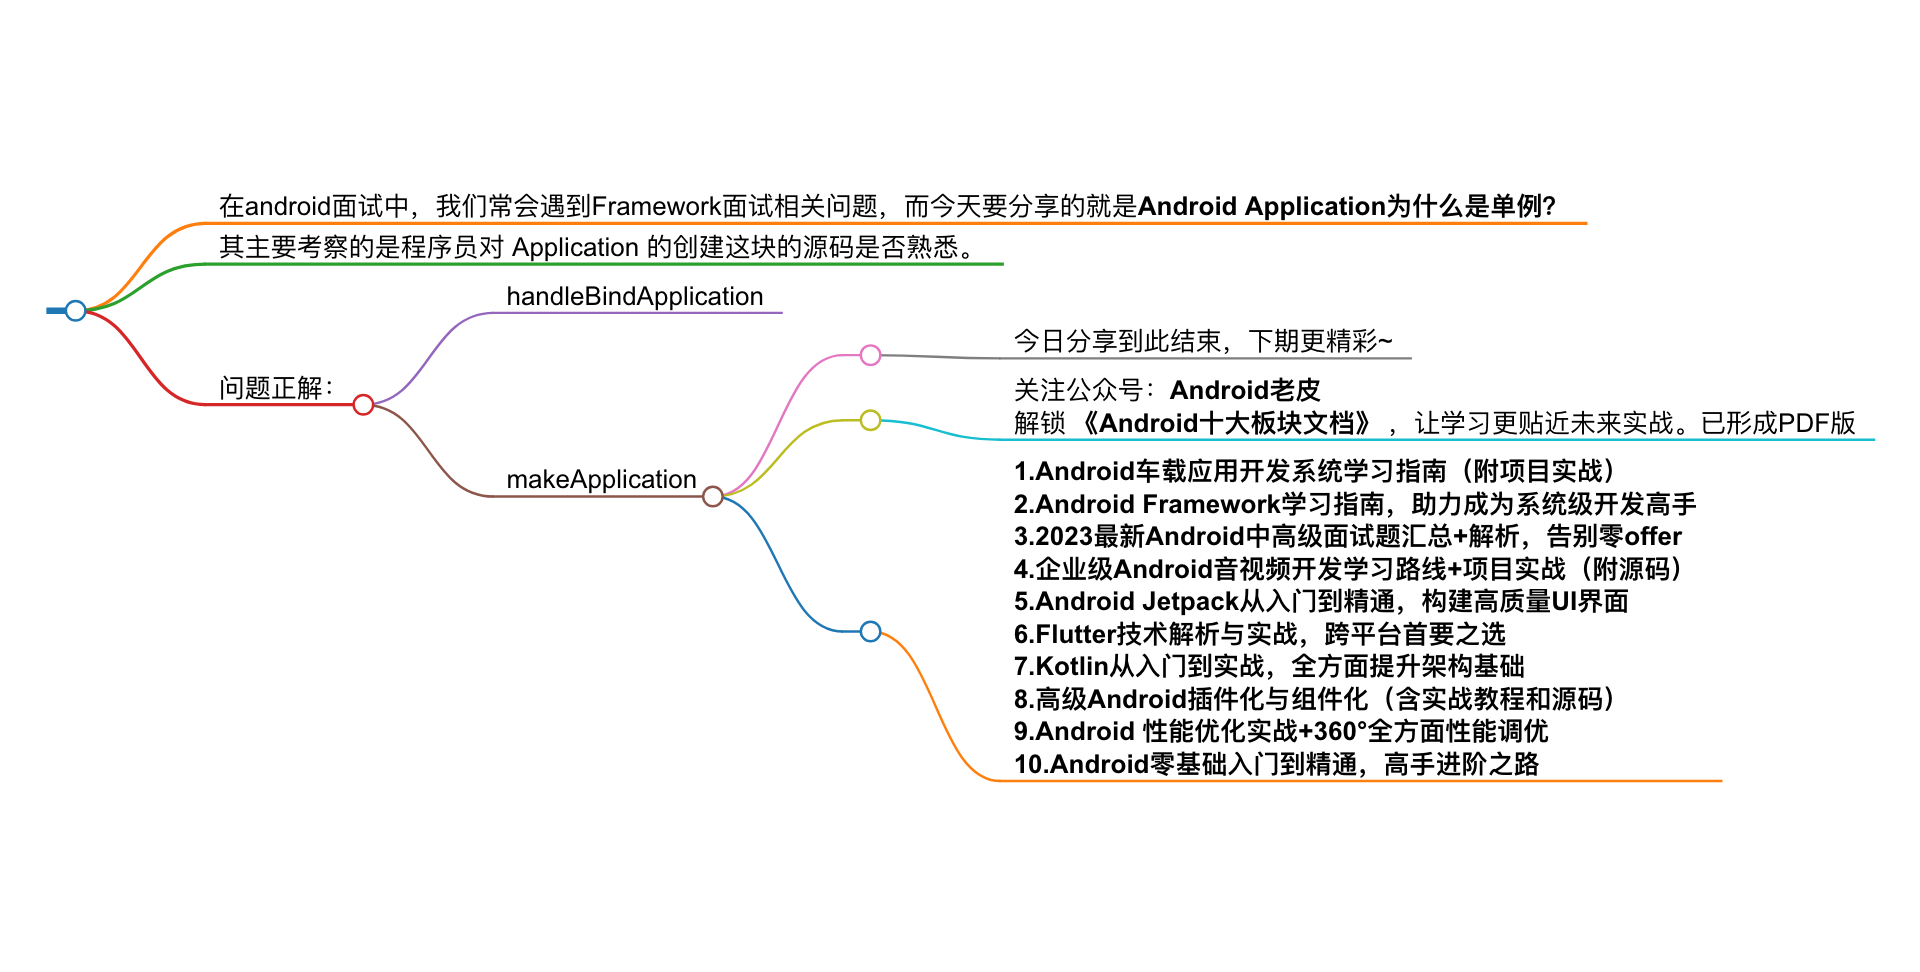 在android面试中，我们常会遇到Framework面试相关问题，而今天要分享的就是Android Application为什么是单例？
其主要考察的是程序员对 Application 的创建这块的源码是否熟悉。
问题正解：
handleBindApplication
makeApplication
今日分享到此结束，下期更精彩~
关注公众号：Android老皮
解锁 《Android十大板块文档》 ，让学习更贴近未来实战。已形成PDF版
1.Android车载应用开发系统学习指南（附项目实战）
2.Android Framework学习指南，助力成为系统级开发高手
3.2023最新Android中高级面试题汇总+解析，告别零offer
4.企业级Android音视频开发学习路线+项目实战（附源码）
5.Android Jetpack从入门到精通，构建高质量UI界面
6.Flutter技术解析与实战，跨平台首要之选
7.Kotlin从入门到实战，全方面提升架构基础
8.高级Android插件化与组件化（含实战教程和源码）
9.Android 性能优化实战+360°全方面性能调优
10.Android零基础入门到精通，高手进阶之路